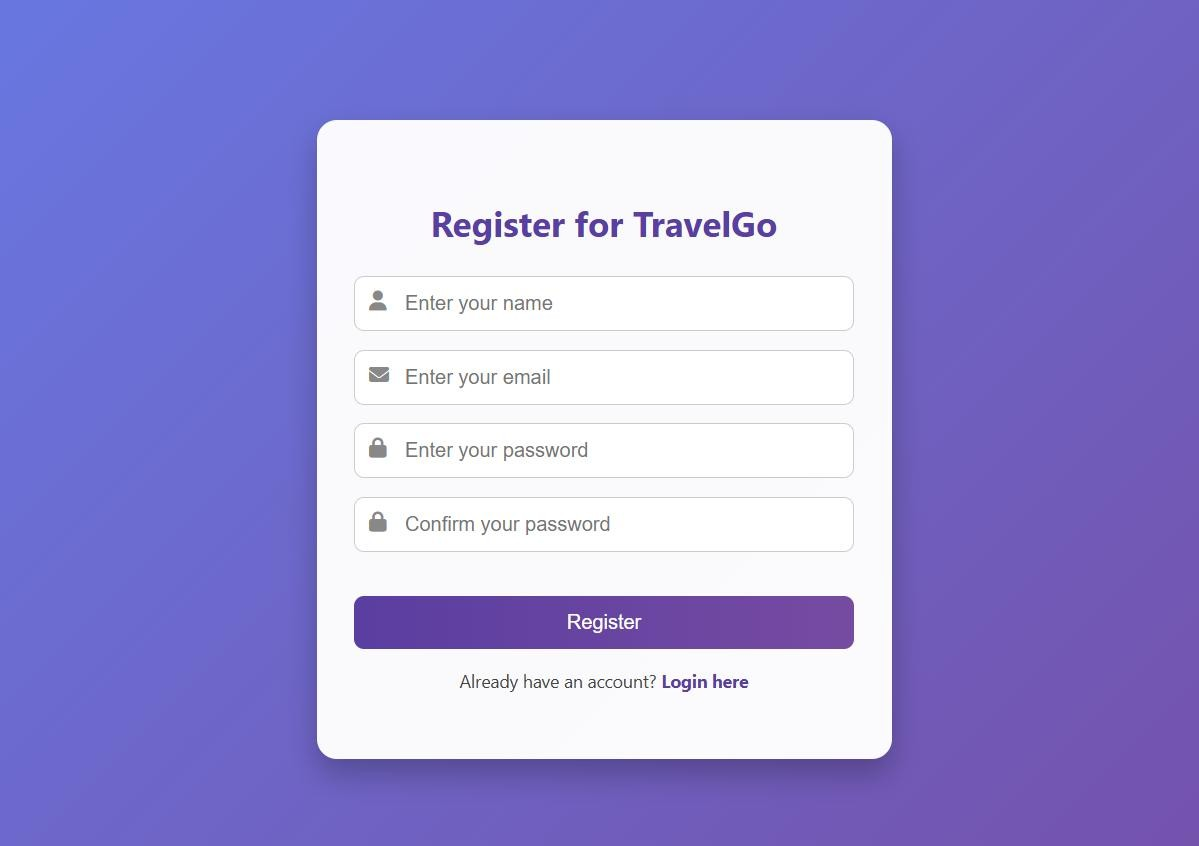 Register for TravelGo
Enter your name
Enter your email
Enter your password
Confirm your password
Register
Already have an account? Login here